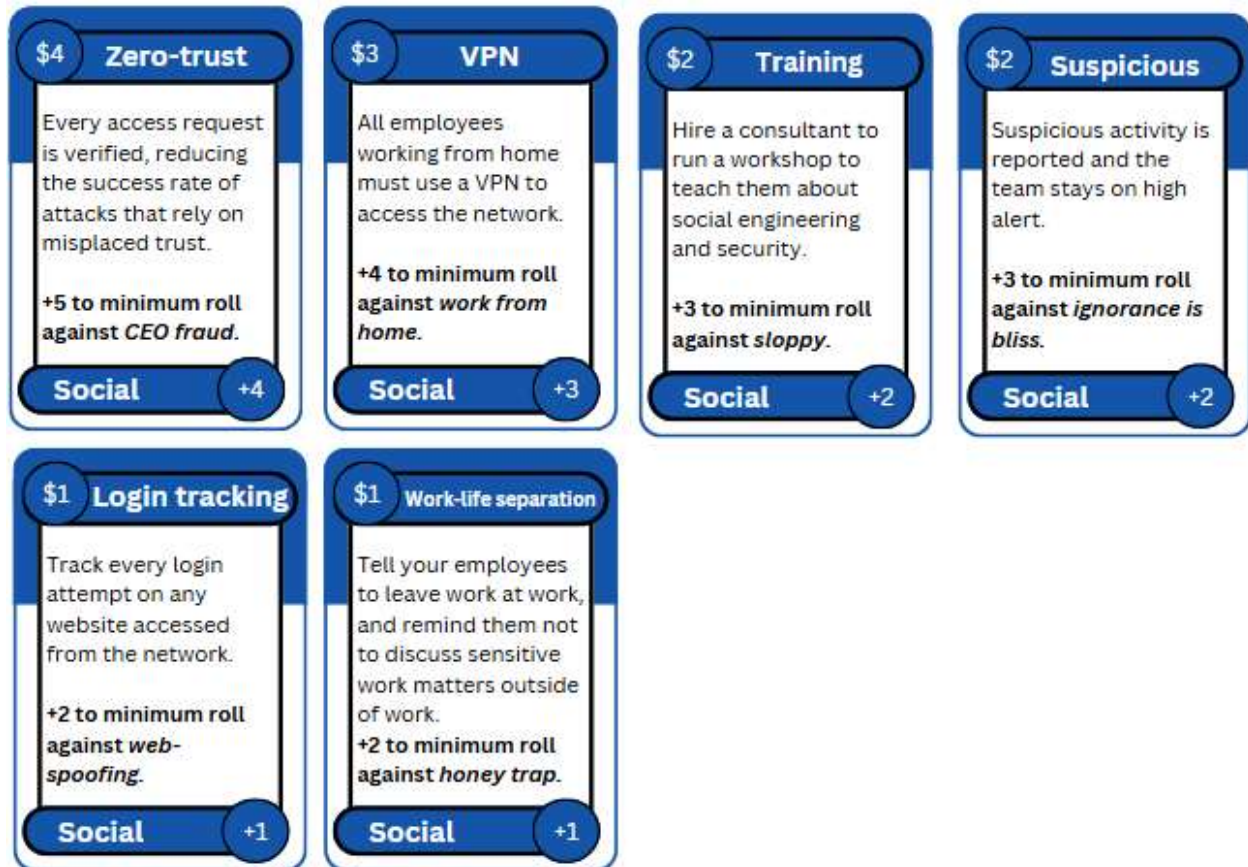 $4 Zero-trust
Every access request
is verified, reducing
the success rate of
attacks that rely on
misplaced trust.
+5 to minimum roll
against CEO fraud.
Social +4
$3 VPN
All employees
working from home
must use a VPN to
access the network.
+4 to minimum roll
against work from
home.
Social +3
$2 Training
Hire a consultant to
run a workshop to
teach them about
social engineering
and security.
+3 to minimum roll
against sloppy.
Social +2
$2 Suspicious
Suspicious activity is
reported and the
team stays on high
alert.
+3 to minimum roll
against ignorance is
bliss.
Social +2
$1 Login tracking
Track every login
attempt on any
website accessed
from the network.
+2 to minimum roll
against web-
spoofing.
Social +1
$1 Work-life separation
Tell your employees
to leave work at work,
and remind them not
to discuss sensitive
work matters outside
of work.
+2 to minimum roll
against honey trap.
Social +1